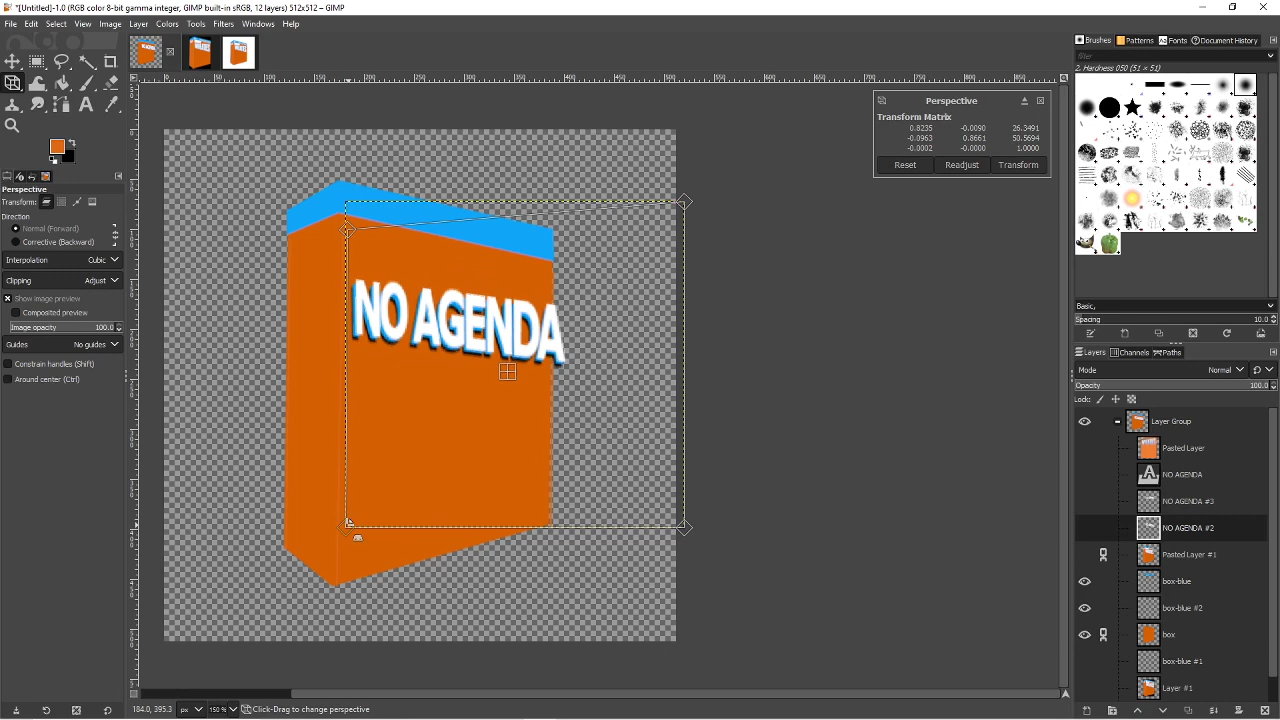 *[Untitled]-1.0 (RGB color 8-bit gamma integer, GIMP built-in sRGB, 12 layers) 512x512 – GIMP
File Edit Select View Image Layer Colors Tools Filters Windows Help
Perspective
Transform:
Direction
Normal (Forward)
Corrective (Backward)
Interpolation Cubic
Clipping Adjust
Show image preview
Composited preview
Image opacity 100.0
Guides No guides
Constrain handles (Shift)
Around center (Ctrl)
NO AGENDA
Perspective
Transform Matrix
0.8235 -0.0090 26.3491
-0.0963 0.8661 50.5694
-0.0002 -0.0000 1.0000
Reset Readjust Transform
Brushes Patterns Fonts Document History
filter
2. Hardness 050 (51 × 51)
Basic,
Spacing 10.0
Layers Channels Paths
Mode Normal
Opacity 100.0
Lock:
Layer Group
Pasted Layer
NO AGENDA
NO AGENDA #3
NO AGENDA #2
Pasted Layer #1
box-blue
box-blue #2
box
box-blue #1
Layer #1
184.0, 395.3 px 150 % Click-Drag to change perspective